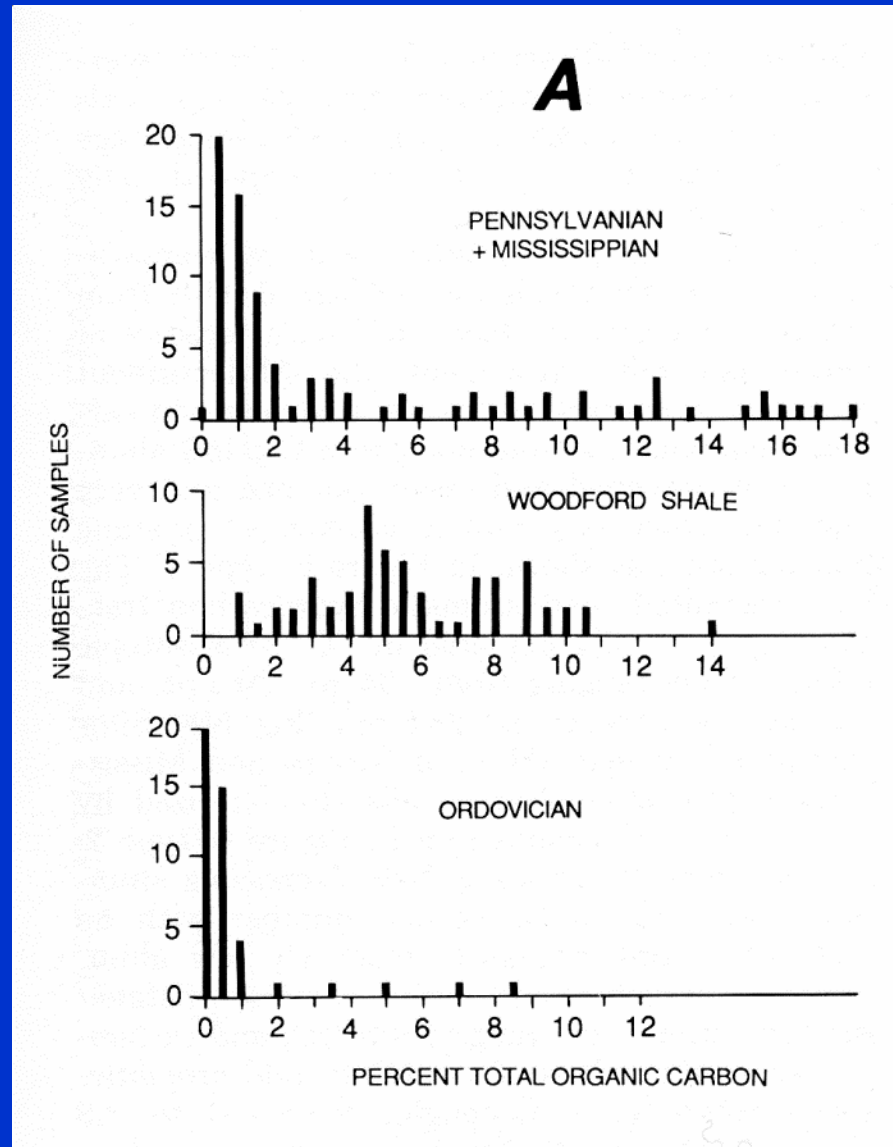 A
20
15
10
5
0
PENNSYLVANIAN
+ MISSISSIPPIAN
0 2 4 6 8 10 12 14 16 18
NUMBER OF SAMPLES
10
5
0
WOODFORD SHALE
0 2 4 6 8 10 12 14
20
15
10
5
0
ORDOVICIAN
0 2 4 6 8 10 12
PERCENT TOTAL ORGANIC CARBON